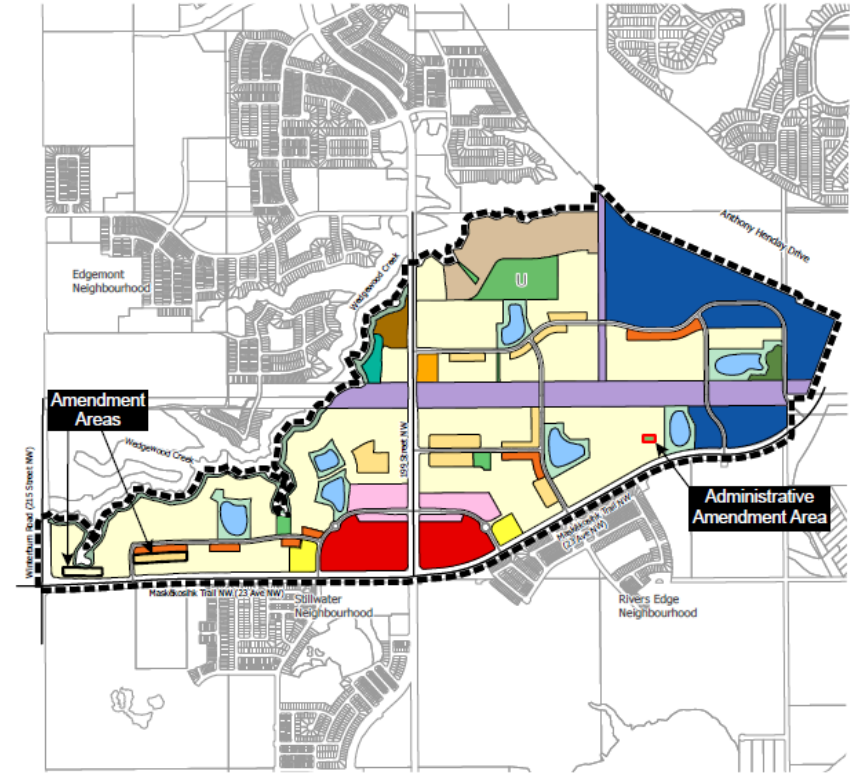 Anthony Henday Drive
Edgemont
Neighbourhood
Wedgewood Creek
U
Amendment
Areas
199 Street NW
Wedgewood Creek
Winterburn Road (215 Street NW)
Administrative
Amendment Area
Maskêkosihk Trail NW
(23 Ave NW)
Maskêkosihk Trail NW (23 Ave NW)
Stillwater
Neighbourhood
Rivers Edge
Neighbourhood